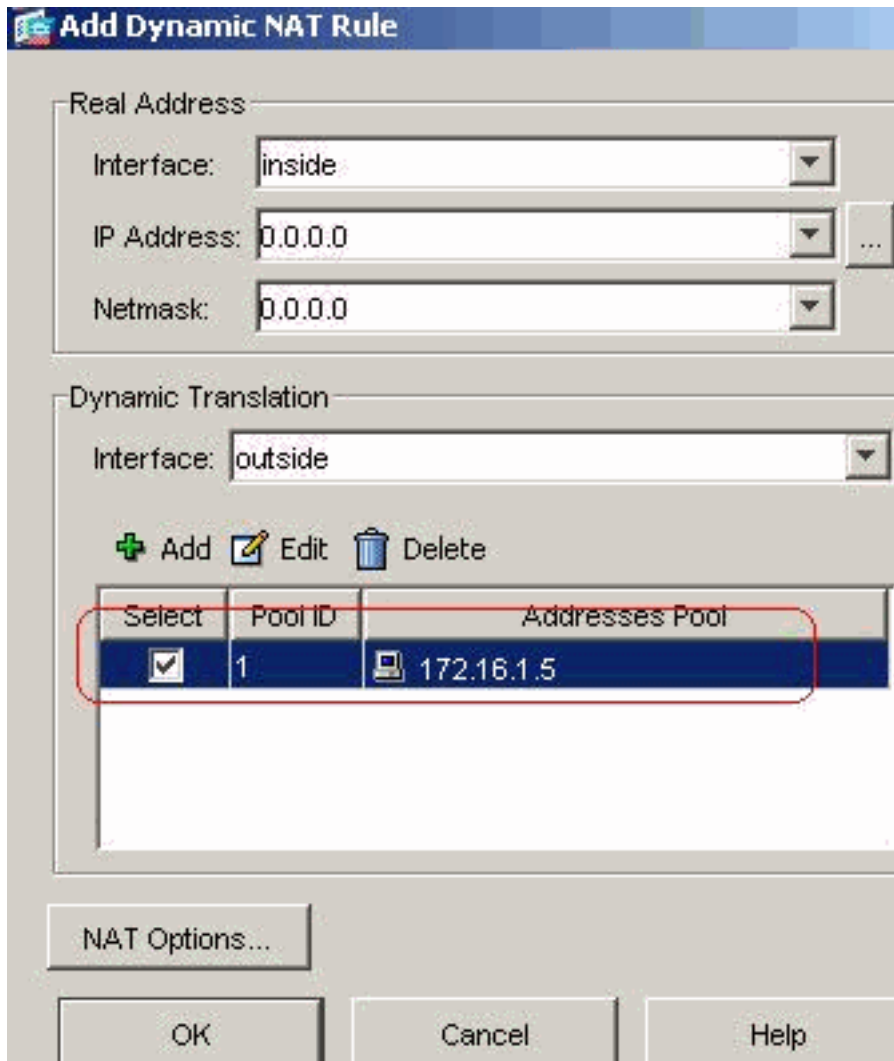 Add Dynamic NAT Rule
Real Address
Interface: inside
IP Address: 0.0.0.0 ...
Netmask: 0.0.0.0
Dynamic Translation
Interface: outside
Add Edit Delete
Select Pool ID Addresses Pool
1 172.16.1.5
NAT Options...
OK Cancel Help